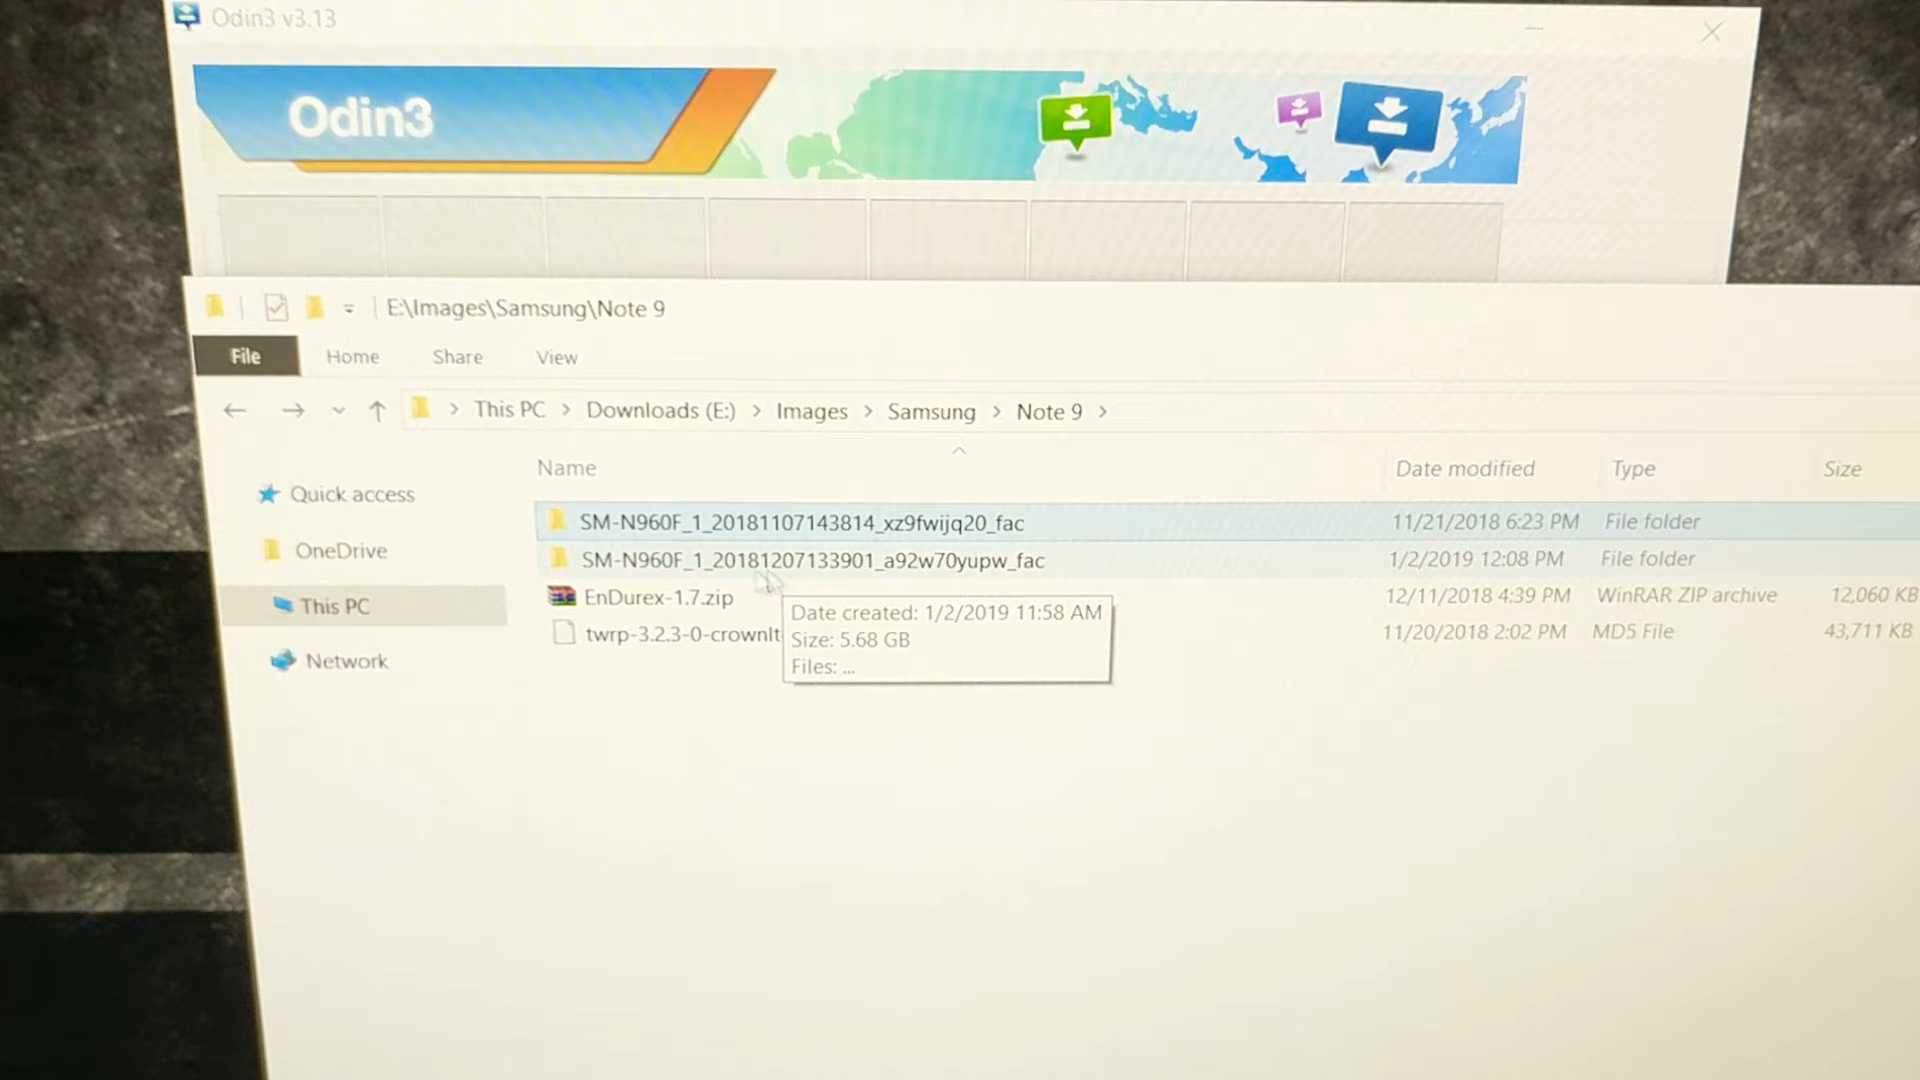 Odin3 v3.13
Odin3
E:\Images\Samsung\Note 9
File Home Share View
This PC > Downloads (E:) > Images > Samsung > Note 9 >
Name Date modified Type Size
Quick access
OneDrive
This PC
Network
SM-N960F_1_20181107143814_xz9fwijq20_fac 11/21/2018 6:23 PM File folder
SM-N960F_1_20181207133901_a92w70yupw_fac 1/2/2019 12:08 PM File folder
EnDurex-1.7.zip 12/11/2018 4:39 PM WinRAR ZIP archive 12,060 KB
twrp-3.2.3-0-crownlt 11/20/2018 2:02 PM MD5 File 43,711 KB
Date created: 1/2/2019 11:58 AM
Size: 5.68 GB
Files: ...